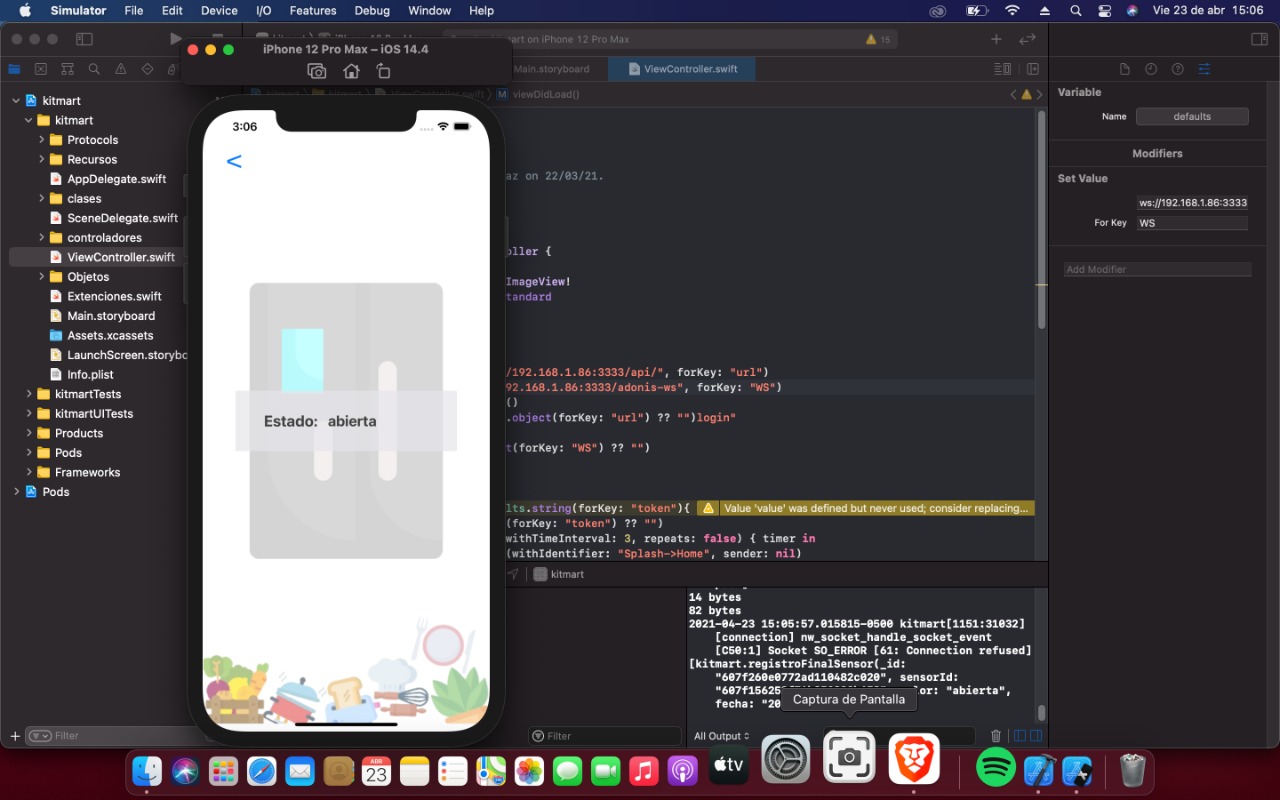 Simulator File Edit Device I/O Features Debug Window Help Vie 23 de abr 15:06
iPhone 12 Pro Max – iOS 14.4
on iPhone 12 Pro Max
15
Main.storyboard
ViewController.swift
viewDidLoad()
kitmart
kitmart
Protocols
Recursos
AppDelegate.swift
clases
SceneDelegate.swift
controladores
ViewController.swift
Objetos
Extenciones.swift
Main.storyboard
Assets.xcassets
LaunchScreen.storybo
Info.plist
kitmartTests
kitmartUITests
Products
Pods
Frameworks
Pods
Filter
3:06
<
Estado: abierta
az on 22/03/21.
oller {
ImageView!
tandard
/192.168.1.86:3333/api/", forKey: "url")
92.168.1.86:3333/adonis-ws", forKey: "WS")
()
.object(forKey: "url") ?? "")login"
t(forKey: "WS") ?? "")
lts.string(forKey: "token"){
Value 'value' was defined but never used; consider replacing...
(forKey: "token") ?? "")
withTimeInterval: 3, repeats: false) { timer in
(withIdentifier: "Splash->Home", sender: nil)
kitmart
14 bytes
82 bytes
2021-04-23 15:05:57.015815-0500 kitmart[1151:31032]
[connection] nw_socket_handle_socket_event
[C50:1] Socket SO_ERROR [61: Connection refused]
[kitmart.registroFinalSensor(_id:
"607f260e0772ad110482c020", sensorId:
"607f15625
or: "abierta",
fecha: "20
Filter
All Output
Captura de Pantalla
Variable
Name defaults
Modifiers
Set Value
ws://192.168.1.86:3333
For Key WS
Add Modifier
ABR
23
tv